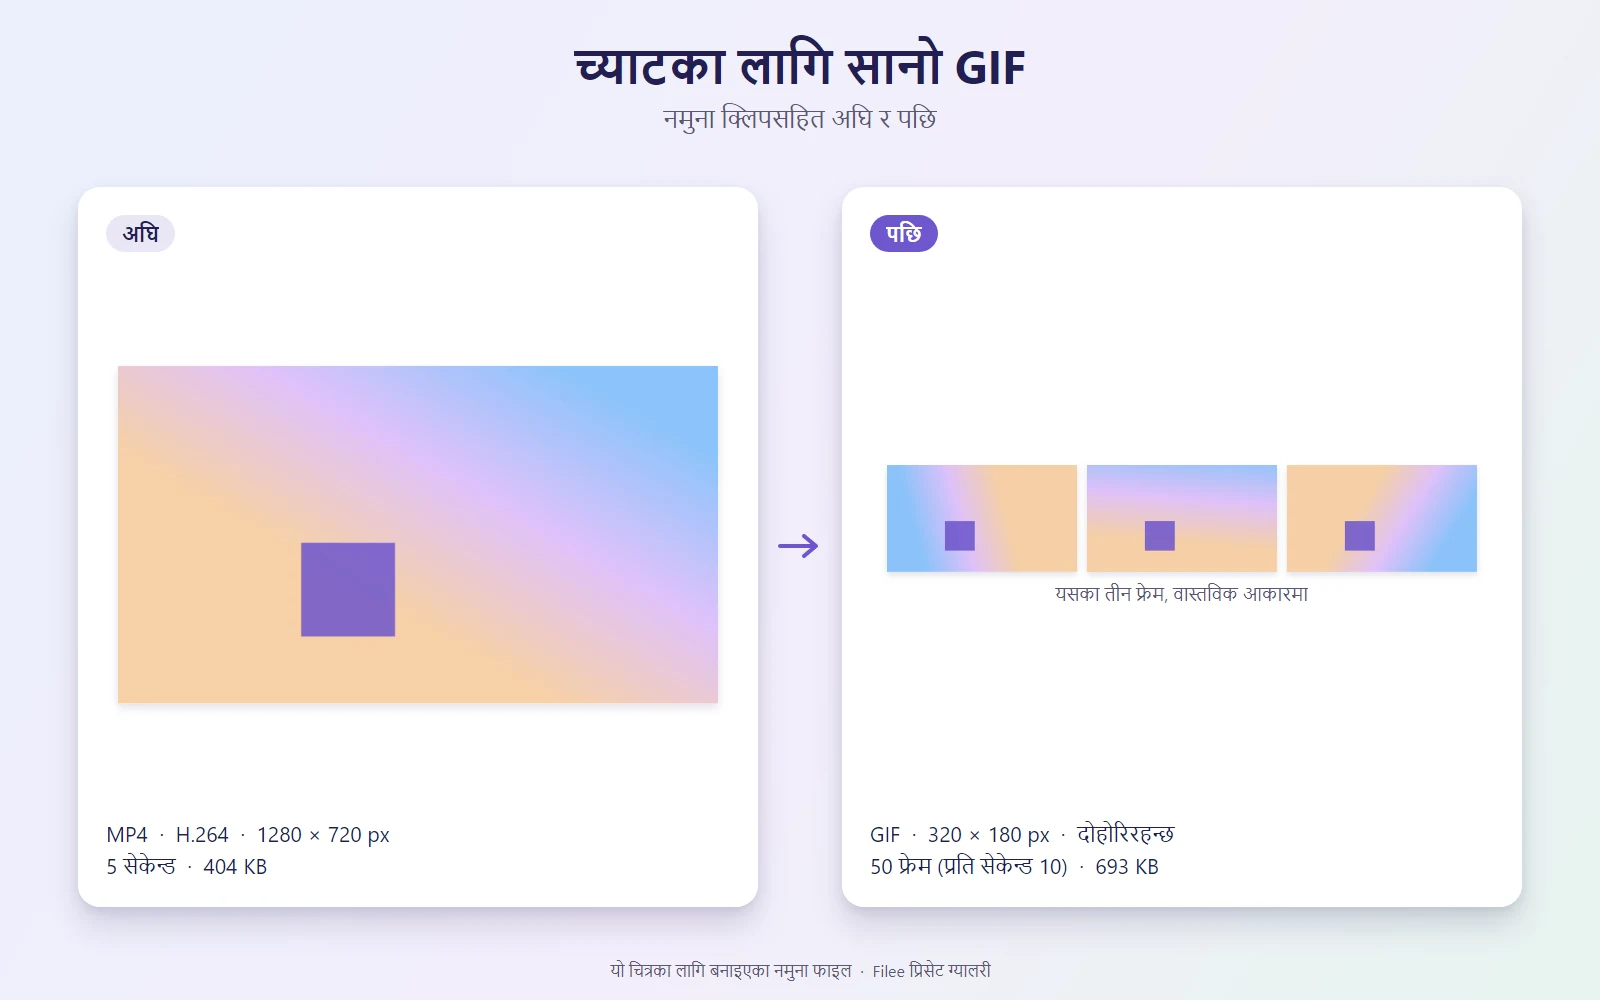 च्याटका लागि सानो GIF
नमुना क्लिपसहित अघि र पछि
अघि
MP4 · H.264 · 1280 × 720 px
5 सेकेन्ड · 404 KB
पछि
यसका तीन फ्रेम, वास्तविक आकारमा
GIF · 320 × 180 px · दोहोरिरहन्छ
50 फ्रेम (प्रति सेकेन्ड 10) · 693 KB
यो चित्रका लागि बनाइएका नमुना फाइल · Filee प्रिसेट ग्यालरी